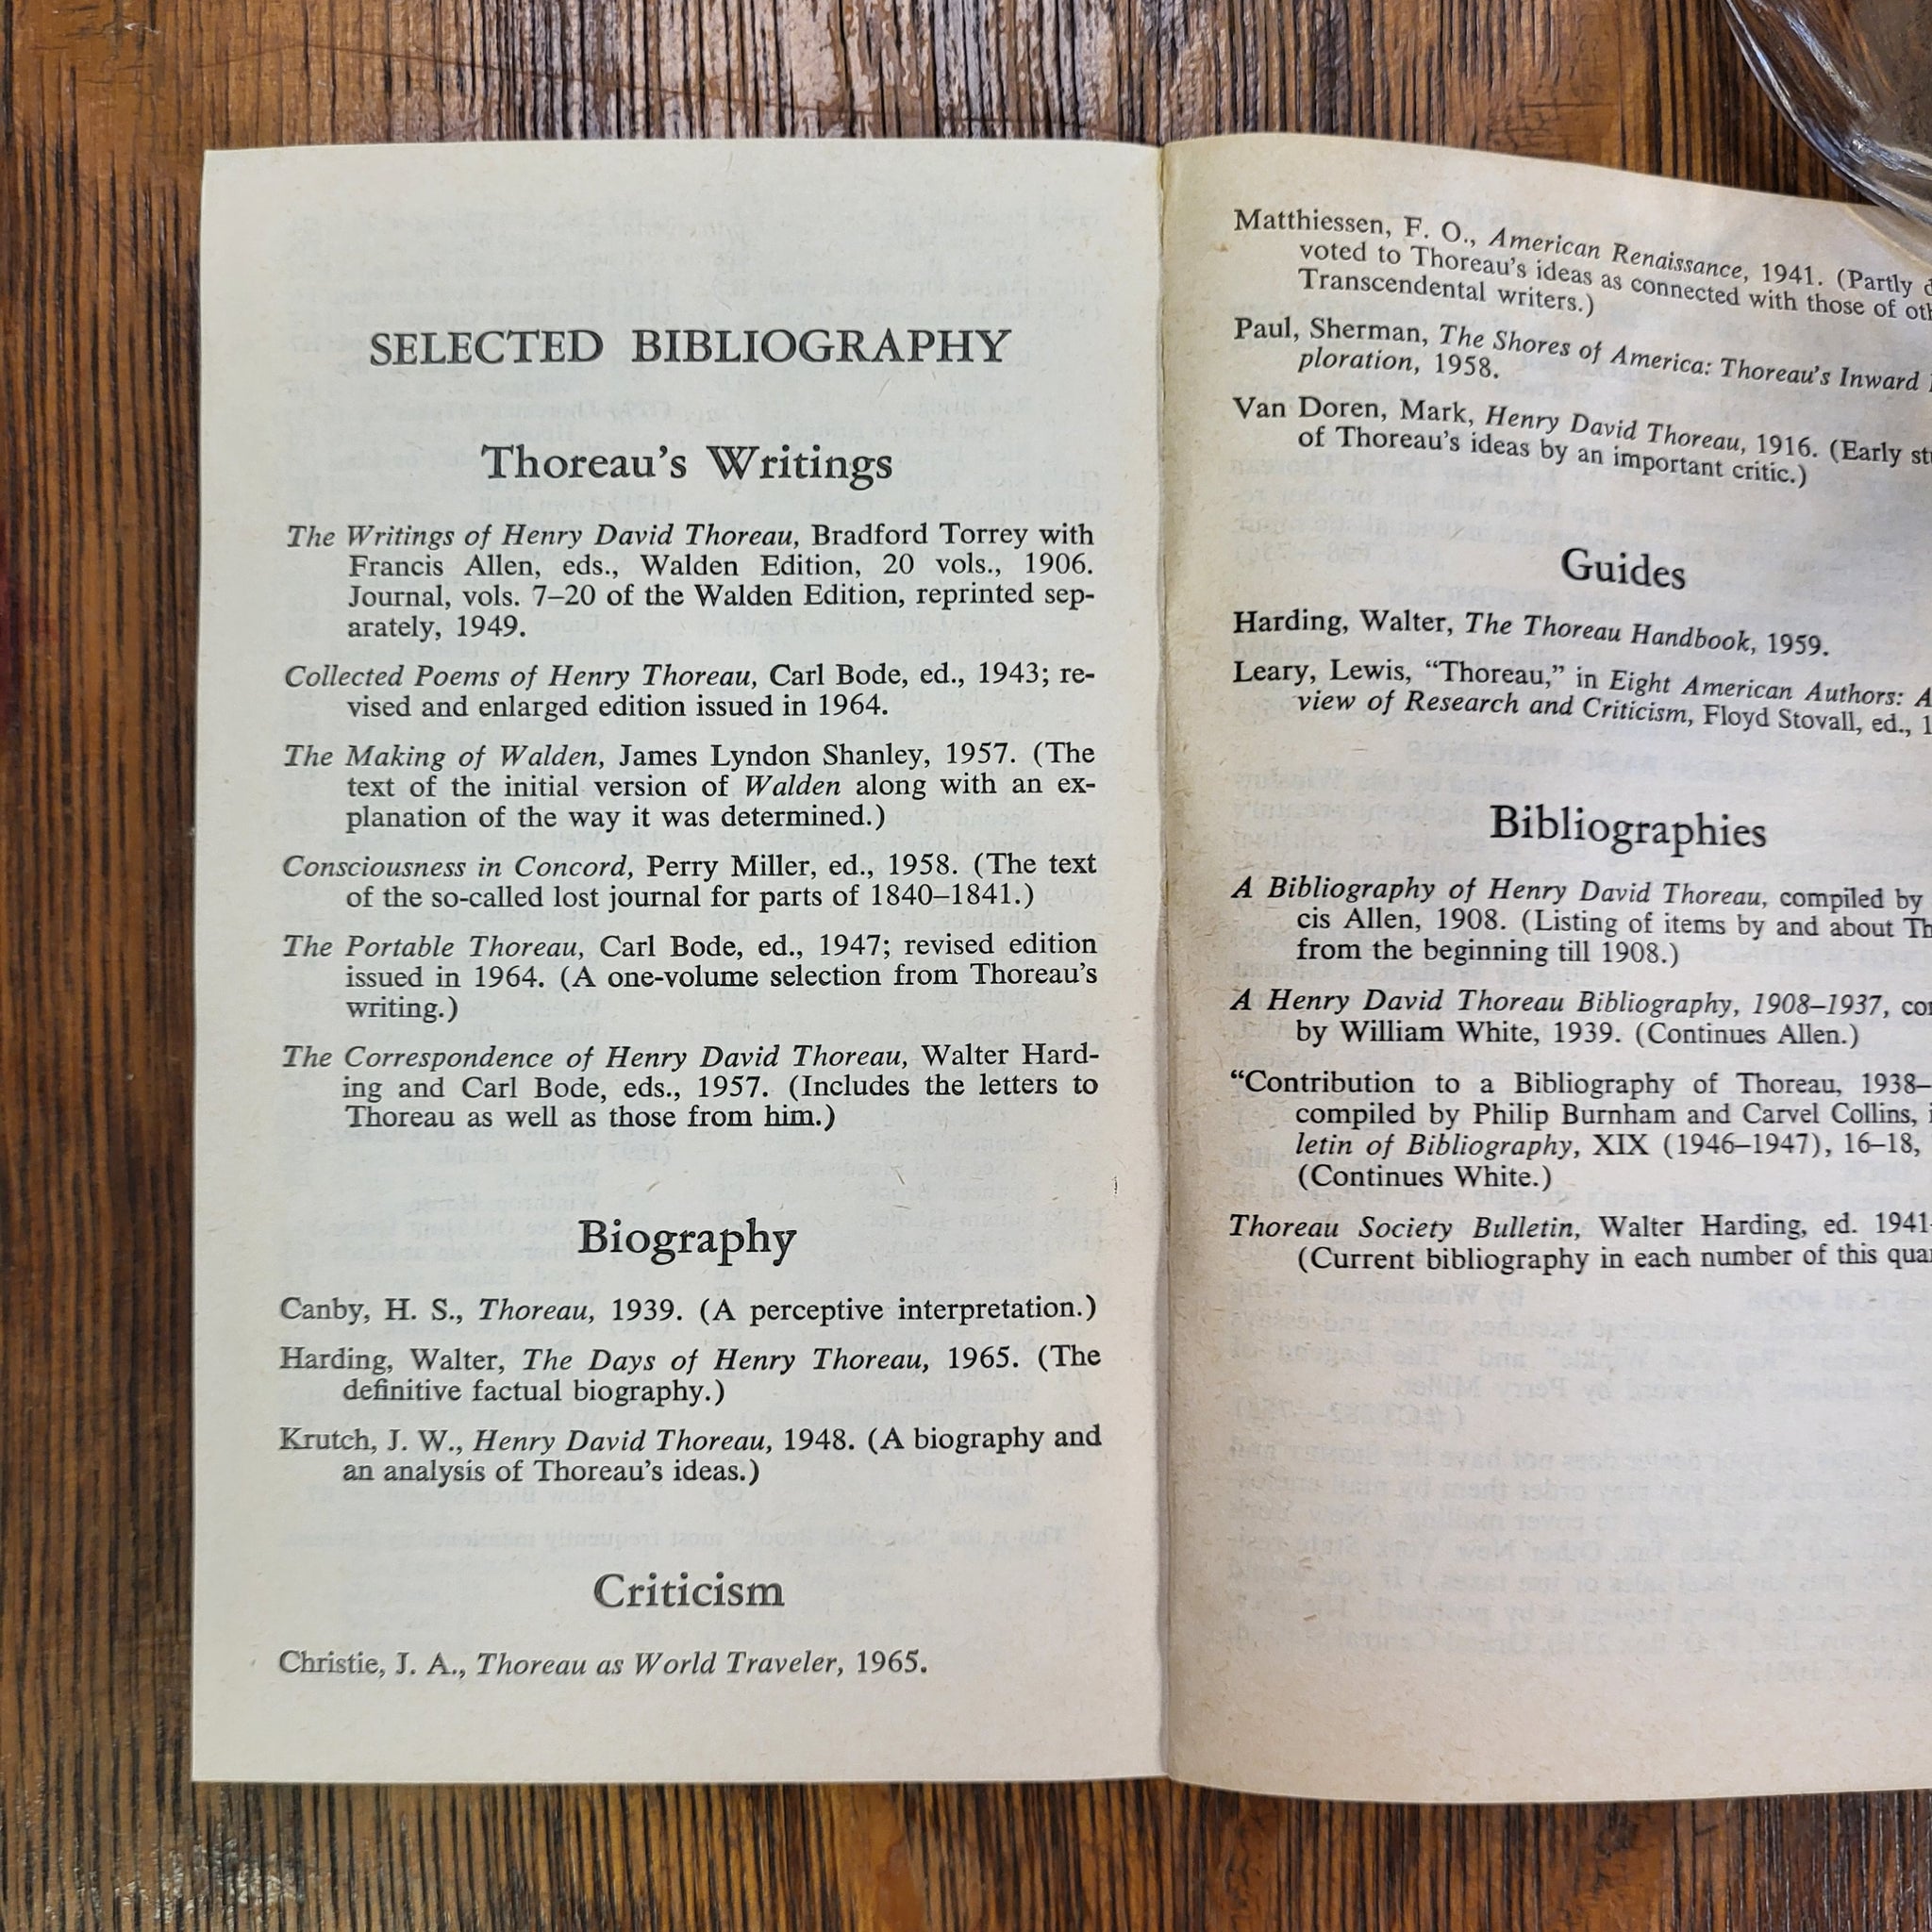 SELECTED BIBLIOGRAPHY
Thoreau's Writings
The Writings of Henry David Thoreau, Bradford Torrey with
Francis Allen, eds., Walden Edition, 20 vols., 1906.
Journal, vols. 7–20 of the Walden Edition, reprinted sep-
arately, 1949.
Collected Poems of Henry Thoreau, Carl Bode, ed., 1943; re-
vised and enlarged edition issued in 1964.
The Making of Walden, James Lyndon Shanley, 1957. (The
text of the initial version of Walden along with an ex-
planation of the way it was determined.)
Consciousness in Concord, Perry Miller, ed., 1958. (The text
of the so-called lost journal for parts of 1840–1841.)
The Portable Thoreau, Carl Bode, ed., 1947; revised edition
issued in 1964. (A one-volume selection from Thoreau's
writing.)
The Correspondence of Henry David Thoreau, Walter Hard-
ing and Carl Bode, eds., 1957. (Includes the letters to
Thoreau as well as those from him.)
Biography
Canby, H. S., Thoreau, 1939. (A perceptive interpretation.)
Harding, Walter, The Days of Henry Thoreau, 1965. (The
definitive factual biography.)
Krutch, J. W., Henry David Thoreau, 1948. (A biography and
an analysis of Thoreau's ideas.)
Criticism
Christie, J. A., Thoreau as World Traveler, 1965.
Matthiessen, F. O., American Renaissance, 1941. (Partly
voted to Thoreau's ideas as connected with those of
Transcendental writers.)
Paul, Sherman, The Shores of America: Thoreau's Inward
ploration, 1958.
Van Doren, Mark, Henry David Thoreau, 1916. (Early
of Thoreau's ideas by an important critic.)
Guides
Harding, Walter, The Thoreau Handbook, 1959.
Leary, Lewis, “Thoreau,” in Eight American Authors: A
view of Research and Criticism, Floyd Stovall, ed.,
Bibliographies
A Bibliography of Henry David Thoreau, compiled by
cis Allen, 1908. (Listing of items by and about
from the beginning till 1908.)
A Henry David Thoreau Bibliography, 1908–1937,
by William White, 1939. (Continues Allen.)
“Contribution to a Bibliography of Thoreau, 1938–
compiled by Philip Burnham and Carvel Collins,
letin of Bibliography, XIX (1946–1947), 16–18,
(Continues White.)
Thoreau Society Bulletin, Walter Harding, ed. 1941
(Current bibliography in each number of this